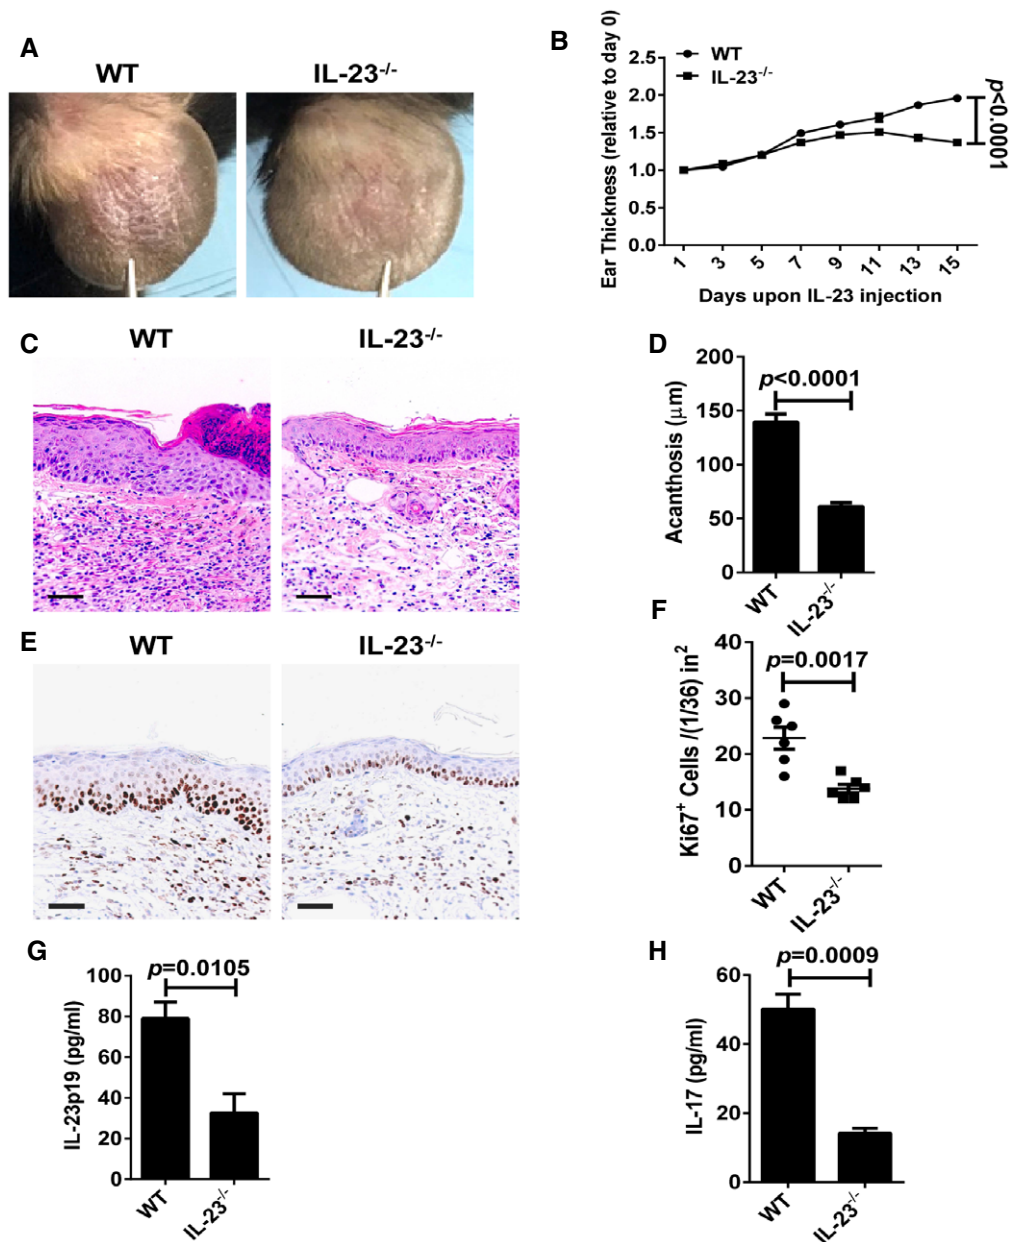 A
WT
IL-23-/-
B
Ear Thickness (relative to day 0)
2.5
2.0
1.5
1.0
0.5
0.0
WT
IL-23-/-
p<0.0001
1 3 5 7 9 11 13 15
Days upon IL-23 injection
C
WT
IL-23-/-
D
Acanthosis (μm)
200
150
100
50
0
p<0.0001
WT
IL-23-/-
E
WT
IL-23-/-
F
Ki67+ Cells /(1/36) in2
40
30
20
10
0
p=0.0017
WT
IL-23-/-
G
IL-23p19 (pg/ml)
100
80
60
40
20
0
p=0.0105
WT
IL-23-/-
H
IL-17 (pg/ml)
60
40
20
0
p=0.0009
WT
IL-23-/-